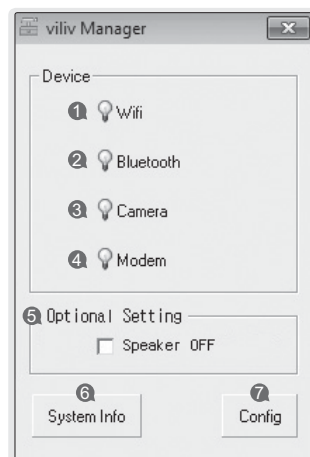 viliv Manager
Device
1 Wifi
2 Bluetooth
3 Camera
4 Modem
5 Optional Setting
Speaker OFF
6
System Info
7
Config